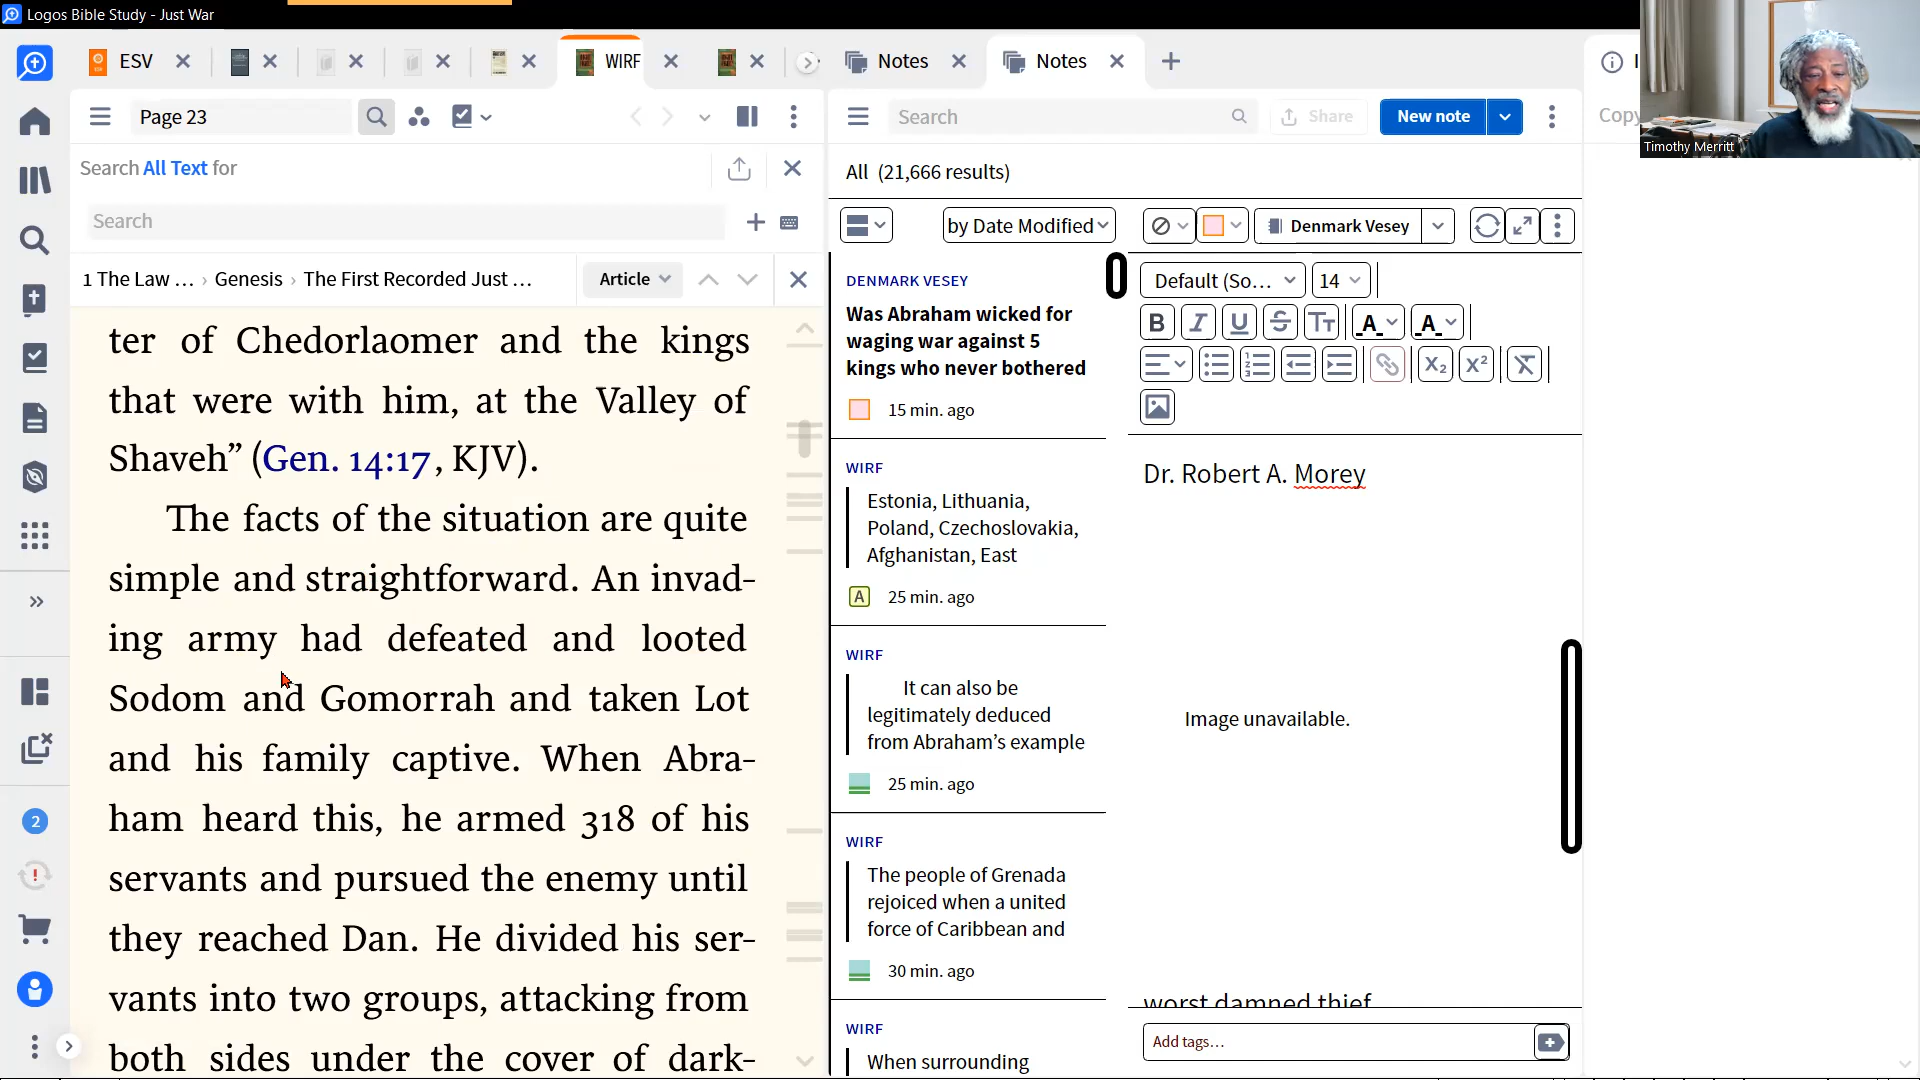 Logos Bible Study - Just War
ESV
WIRF
Notes
Notes
Page 23
Search
Share
New note
Copy
Timothy Merritt
Search All Text for
All (21,666 results)
Search
by Date Modified
Denmark Vesey
1 The Law ... › Genesis › The First Recorded Just ...
Article
Default (So...
14
ter of Chedorlaomer and the kings
that were with him, at the Valley of
Shaveh” (Gen. 14:17, KJV).
The facts of the situation are quite
simple and straightforward. An invad-
ing army had defeated and looted
Sodom and Gomorrah and taken Lot
and his family captive. When Abra-
ham heard this, he armed 318 of his
servants and pursued the enemy until
they reached Dan. He divided his ser-
vants into two groups, attacking from
both sides under the cover of dark-
DENMARK VESEY
Was Abraham wicked for
waging war against 5
kings who never bothered
15 min. ago
WIRF
Estonia, Lithuania,
Poland, Czechoslovakia,
Afghanistan, East
A
25 min. ago
WIRF
It can also be
legitimately deduced
from Abraham’s example
25 min. ago
WIRF
The people of Grenada
rejoiced when a united
force of Caribbean and
30 min. ago
WIRF
When surrounding
B I U S Tт A A
X₂ X²
Dr. Robert A. Morey
Image unavailable.
worst damned thief
Add tags...
2